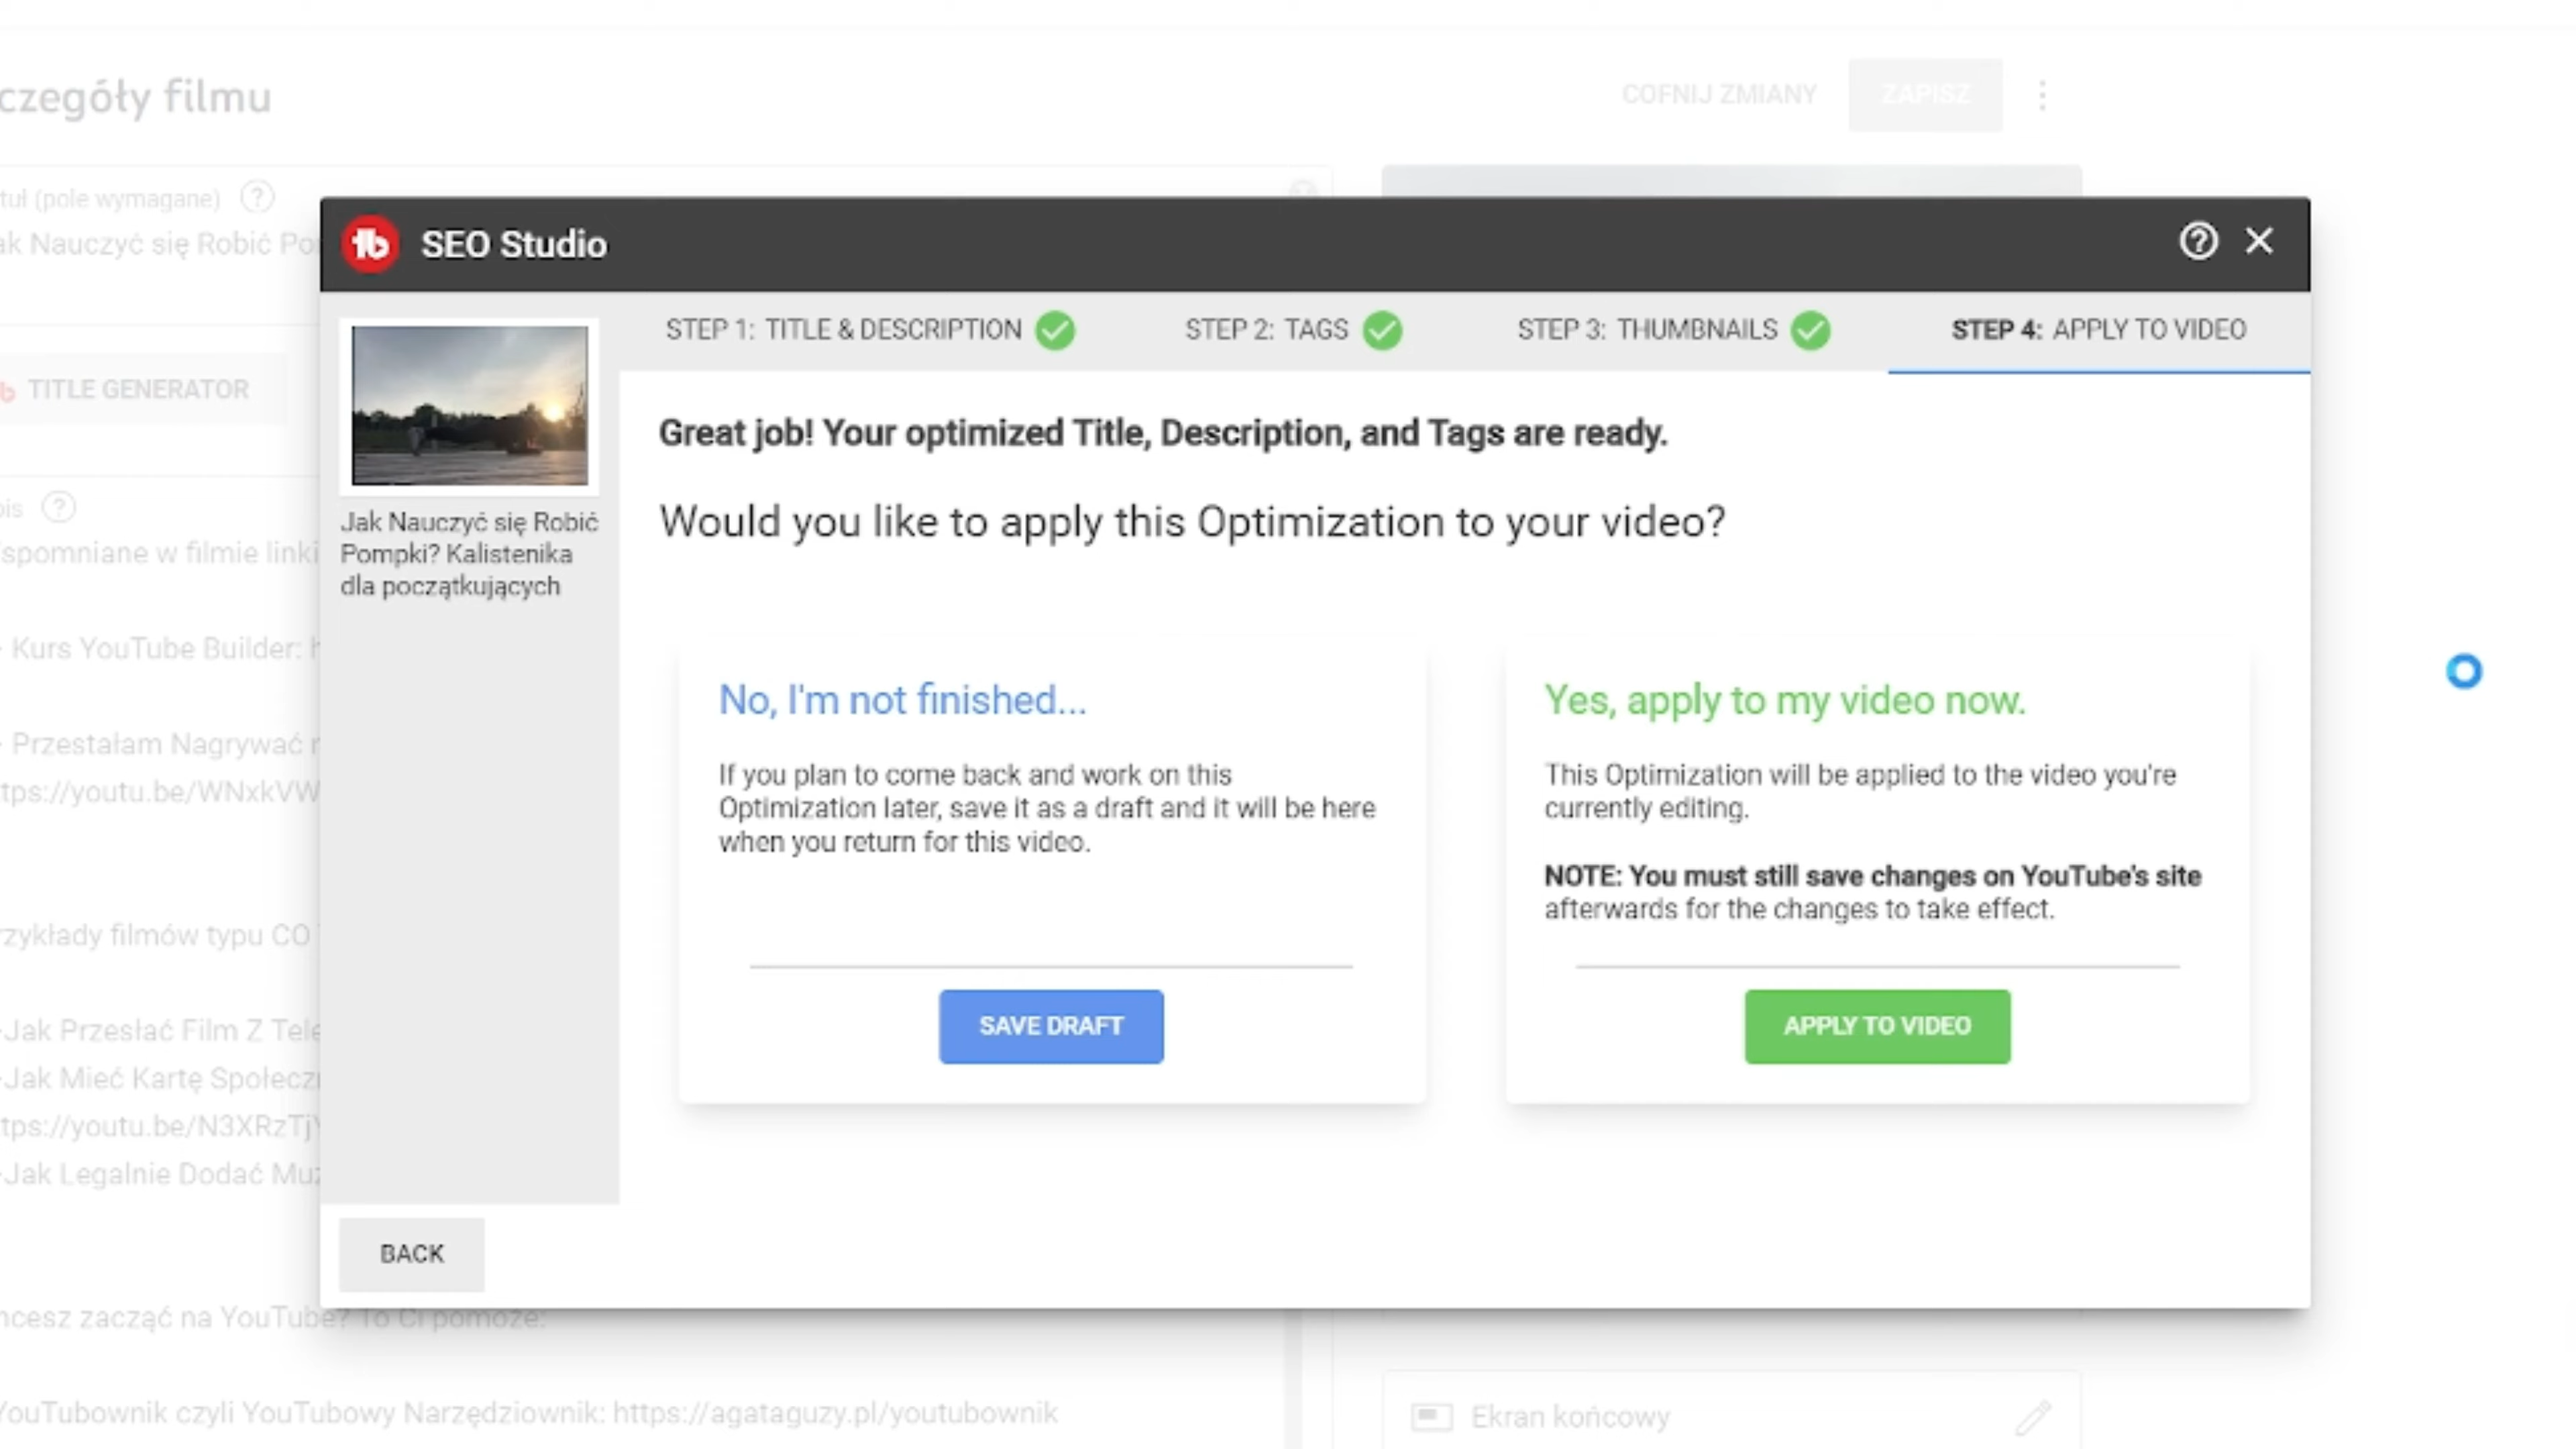 czegóły filmu
COFNIJ ZMIANY
ZAPISZ
tuł (pole wymagane)
ak Nauczyć się Robić
SEO Studio
STEP 1: TITLE & DESCRIPTION
STEP 2: TAGS
STEP 3: THUMBNAILS
STEP 4: APPLY TO VIDEO
TITLE GENERATOR
Great job! Your optimized Title, Description, and Tags are ready.
Would you like to apply this Optimization to your video?
Jak Nauczyć się Robić
Pompki? Kalistenika
dla początkujących
pis
spomniane w filmie linki
- Kurs YouTube Builder:
- Przestałam Nagrywać
tps://youtu.be/WNxkVW
No, I'm not finished...
If you plan to come back and work on this
Optimization later, save it as a draft and it will be here
when you return for this video.
SAVE DRAFT
Yes, apply to my video now.
This Optimization will be applied to the video you're
currently editing.
NOTE: You must still save changes on YouTube's site
afterwards for the changes to take effect.
APPLY TO VIDEO
rzykłady filmów typu CO
-Jak Przesłać Film Z Tele
-Jak Mieć Kartę Społecz
tps://youtu.be/N3XRzTj
-Jak Legalnie Dodać Muz
BACK
hcesz zacząć na YouTube? To Ci pomoże:
YouTubownik czyli YouTubowy Narzędziownik: https://agataguzy.pl/youtubownik
Ekran końcowy